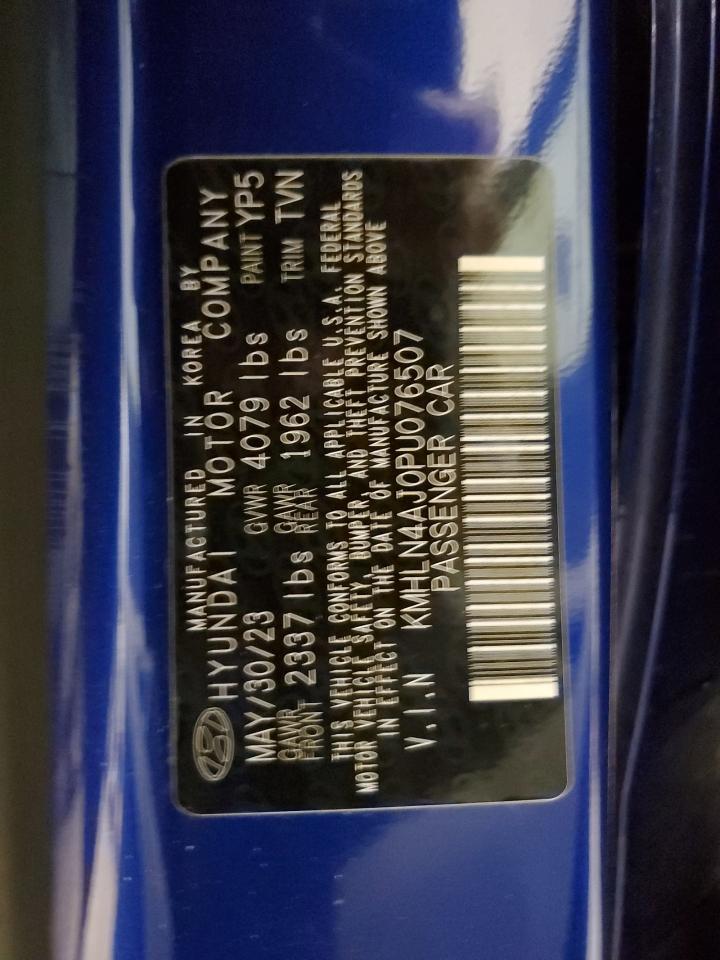 MANUFACTURED IN KOREA BY
HYUNDAI MOTOR COMPANY
MAY/30/23 GVWR 4079 lbs PAINT YP5
GAWR FRONT 2337 lbs GAWR REAR 1962 lbs TRIM TVN
THIS VEHICLE CONFORMS TO ALL APPLICABLE U.S.A. FEDERAL
MOTOR VEHICLE SAFETY, BUMPER, AND THEFT PREVENTION STANDARDS
IN EFFECT ON THE DATE OF MANUFACTURE SHOWN ABOVE
V.I.N KMHLN4AJ0PU076507
PASSENGER CAR